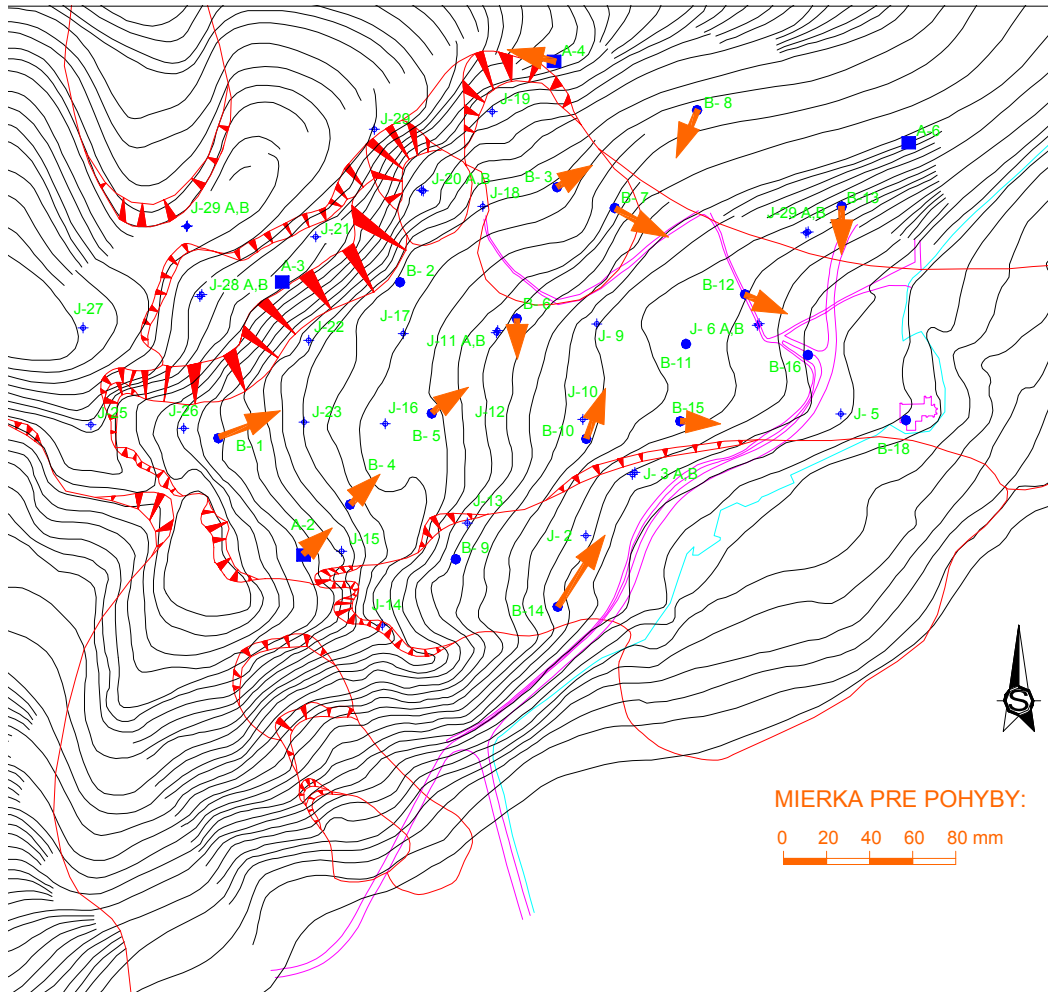 A-4
B- 8
J-19
J-29
A-6
B- 3
J-20 A,B
J-18
B- 7
B-13
J-29 A,B
J-29 A,B
J-21
A-3
B- 2
J-28 A,B
B-12
B- 6
J-27
J-22
J-17
J-11 A,B
J- 9
J- 6 A,B
B-11
B-16
J-25
J-26
J-23
J-16
J-12
J-10
B-15
J- 5
B- 1
B- 5
B-10
B-18
B- 4
J- 3 A,B
J-13
A-2
J-15
B- 9
J- 2
J-14
B-14
S
MIERKA PRE POHYBY:
0 20 40 60 80 mm